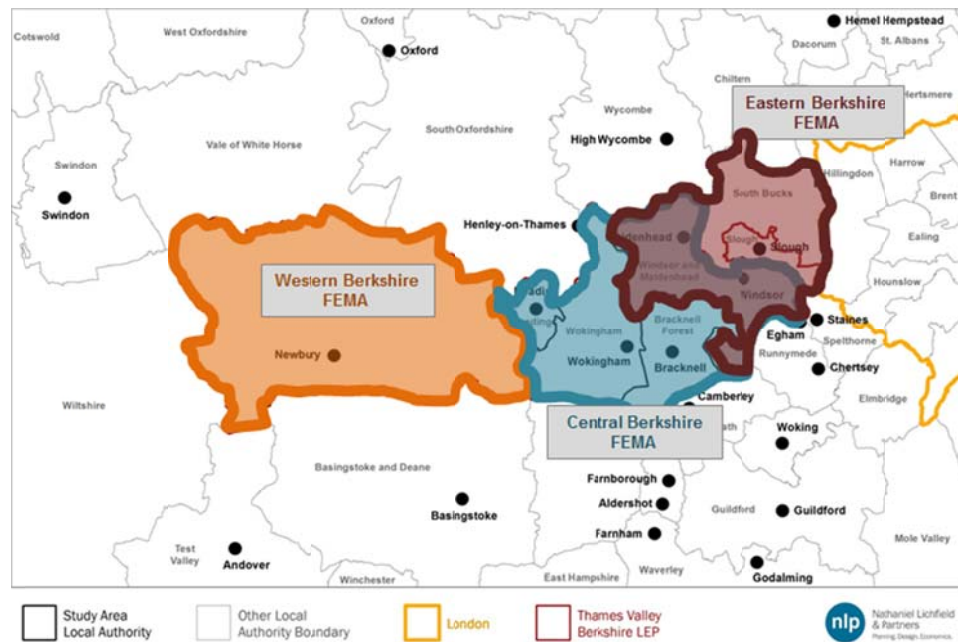 Oxford
West Oxfordshire
Cotswold
Oxford
Hemel Hempstead
Dacorum
St. Albans
Chiltern
Hertsmere
Eastern Berkshire
FEMA
Wycombe
High Wycombe
South Oxfordshire
Vale of White Horse
Swindon
Swindon
Hillingdon
Harrow
Brent
South Bucks
Henley-on-Thames
Ealing
Slough
Slough
Western Berkshire
FEMA
Windsor and
Maidenhead
Windsor
Hounslow
Wokingham
Bracknell
Forest
Newbury
Wokingham
Bracknell
Egham
Staines
Spelthorne
Runnymede
Chertsey
Elmbridge
Camberley
Wiltshire
Central Berkshire
FEMA
Woking
Basingstoke and Deane
Farnborough
Aldershot
Farnham
Basingstoke
Guildford
Guildford
Mole Valley
Test
Valley
Andover
Winchester
East Hampshire
Waverley
Godalming
Study Area
Local Authority
Other Local
Authority Boundary
London
Thames Valley
Berkshire LEP
nlp
Nathaniel Lichfield
& Partners
Planning. Design. Economics.